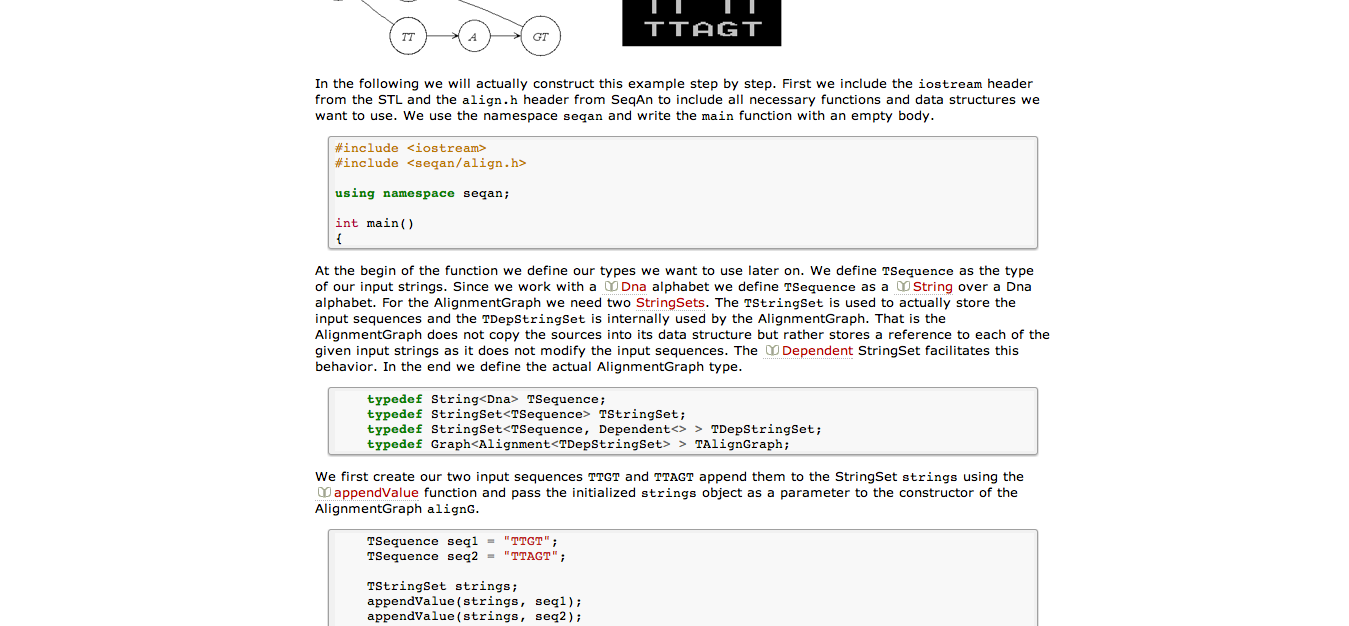 TT A GT
TTAGT
In the following we will actually construct this example step by step. First we include the iostream header
from the STL and the align.h header from SeqAn to include all necessary functions and data structures we
want to use. We use the namespace seqan and write the main function with an empty body.
#include <iostream>
#include <seqan/align.h>
using namespace seqan;
int main()
{
At the begin of the function we define our types we want to use later on. We define TSequence as the type
of our input strings. Since we work with a Dna alphabet we define TSequence as a String over a Dna
alphabet. For the AlignmentGraph we need two StringSets. The TStringSet is used to actually store the
input sequences and the TDepStringSet is internally used by the AlignmentGraph. That is the
AlignmentGraph does not copy the sources into its data structure but rather stores a reference to each of the
given input strings as it does not modify the input sequences. The Dependent StringSet facilitates this
behavior. In the end we define the actual AlignmentGraph type.
typedef String<Dna> TSequence;
typedef StringSet<TSequence> TStringSet;
typedef StringSet<TSequence, Dependent<> > TDepStringSet;
typedef Graph<Alignment<TDepStringSet> > TAlignGraph;
We first create our two input sequences TTGT and TTAGT append them to the StringSet strings using the
appendValue function and pass the initialized strings object as a parameter to the constructor of the
AlignmentGraph alignG.
TSequence seq1 = "TTGT";
TSequence seq2 = "TTAGT";
TStringSet strings;
appendValue(strings, seq1);
appendValue(strings, seq2);